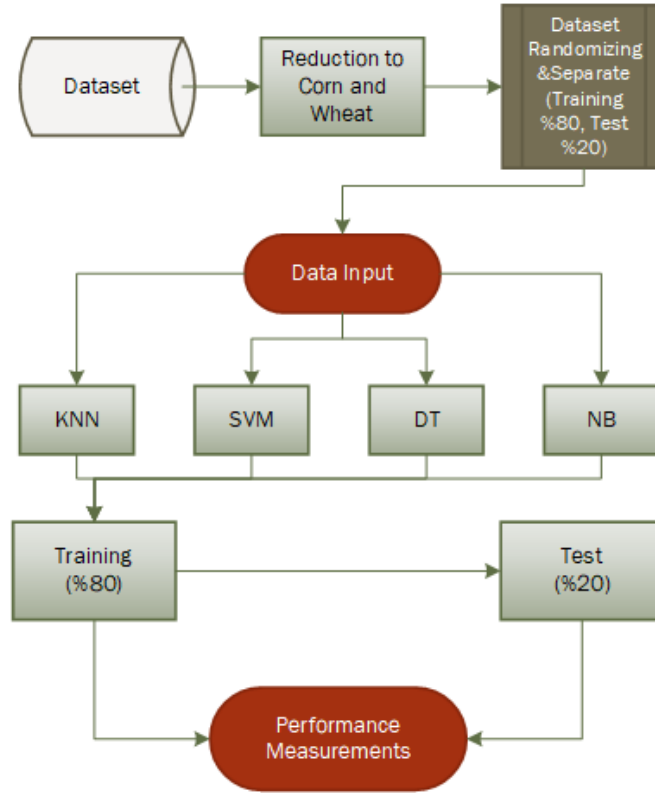 Dataset
Reduction to
Corn and
Wheat
Dataset
Randomizing
&Separate
(Training
%80, Test
%20)
Data Input
KNN
SVM
DT
NB
Training
(%80)
Test
(%20)
Performance
Measurements